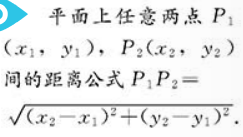 平面上任意两点 P₁
(x₁, y₁), P₂(x₂, y₂)
间的距离公式 P₁P₂=
√(x₂−x₁)²+(y₂−y₁)².